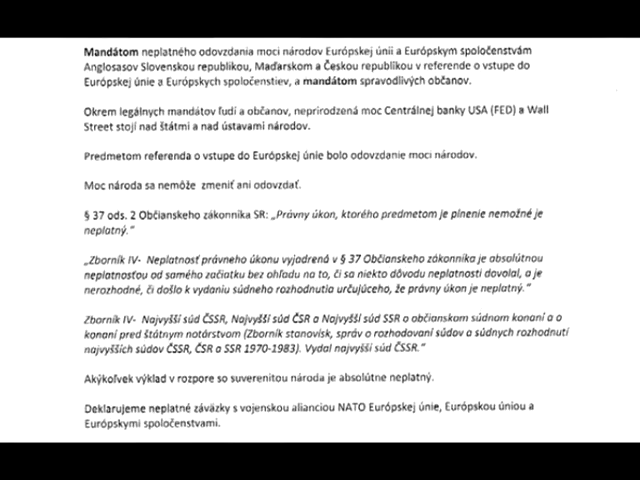 Mandátom neplatného odovzdania moci národov Európskej únii a Európskym spoločenstvám
Anglosasov Slovenskou republikou, Maďarskom a Českou republikou v referende o vstupe do
Európskej únie a Európskych spoločenstiev, a mandátom spravodlivých občanov.
Okrem legálnych mandátov ľudí a občanov, neprirodzená moc Centrálnej banky USA (FED) a Wall
Street stojí nad štátmi a nad ústavami národov.
Predmetom referenda o vstupe do Európskej únie bolo odovzdanie moci národov.
Moc národa sa nemôže zmeniť ani odovzdať.
§ 37 ods. 2 Občianskeho zákonníka SR: „Právny úkon, ktorého predmetom je plnenie nemožné je
neplatný.“
„Zborník IV- Neplatnosť právneho úkonu vyjadrená v § 37 Občianskeho zákonníka je absolútnou
neplatnosťou od samého začiatku bez ohľadu na to, či sa niekto dôvodu neplatnosti dovolal, a je
nerozhodné, či došlo k vydaniu súdneho rozhodnutia určujúceho, že právny úkon je neplatný.“
Zborník IV- Najvyšší súd ČSSR, Najvyšší súd ČSR a Najvyšší súd SSR o občianskom súdnom konaní a o
konaní pred štátnym notárstvom (Zborník stanovísk, správ o rozhodovaní súdov a súdnych rozhodnutí
najvyšších súdov ČSSR, ČSR a SSR 1970-1983). Vydal najvyšší súd ČSSR.“
Akýkoľvek výklad v rozpore so suverenitou národa je absolútne neplatný.
Deklarujeme neplatné záväzky s vojenskou alianciou NATO Európskej únie, Európskou úniou a
Európskymi spoločenstvami.